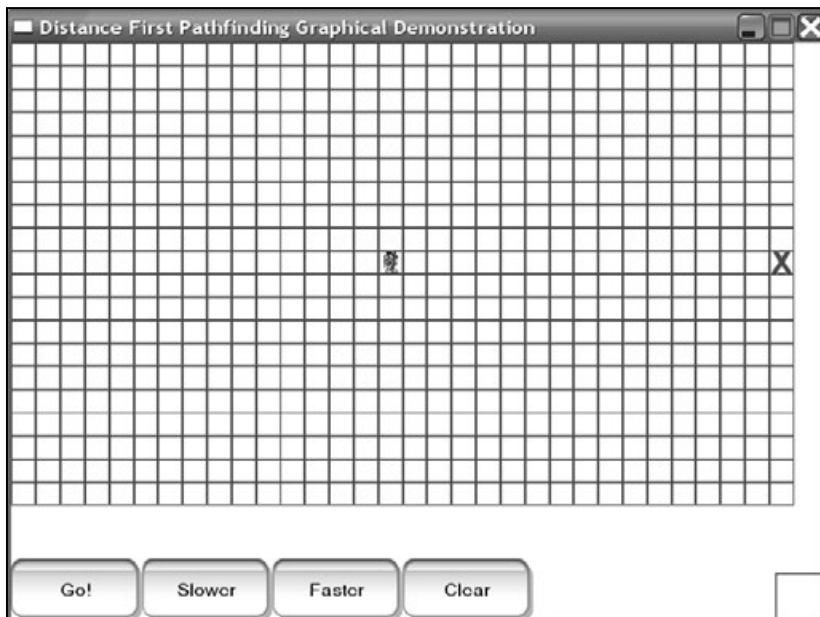 Distance First Pathfinding Graphical Demonstration
X
Go! Slower Faster Clear